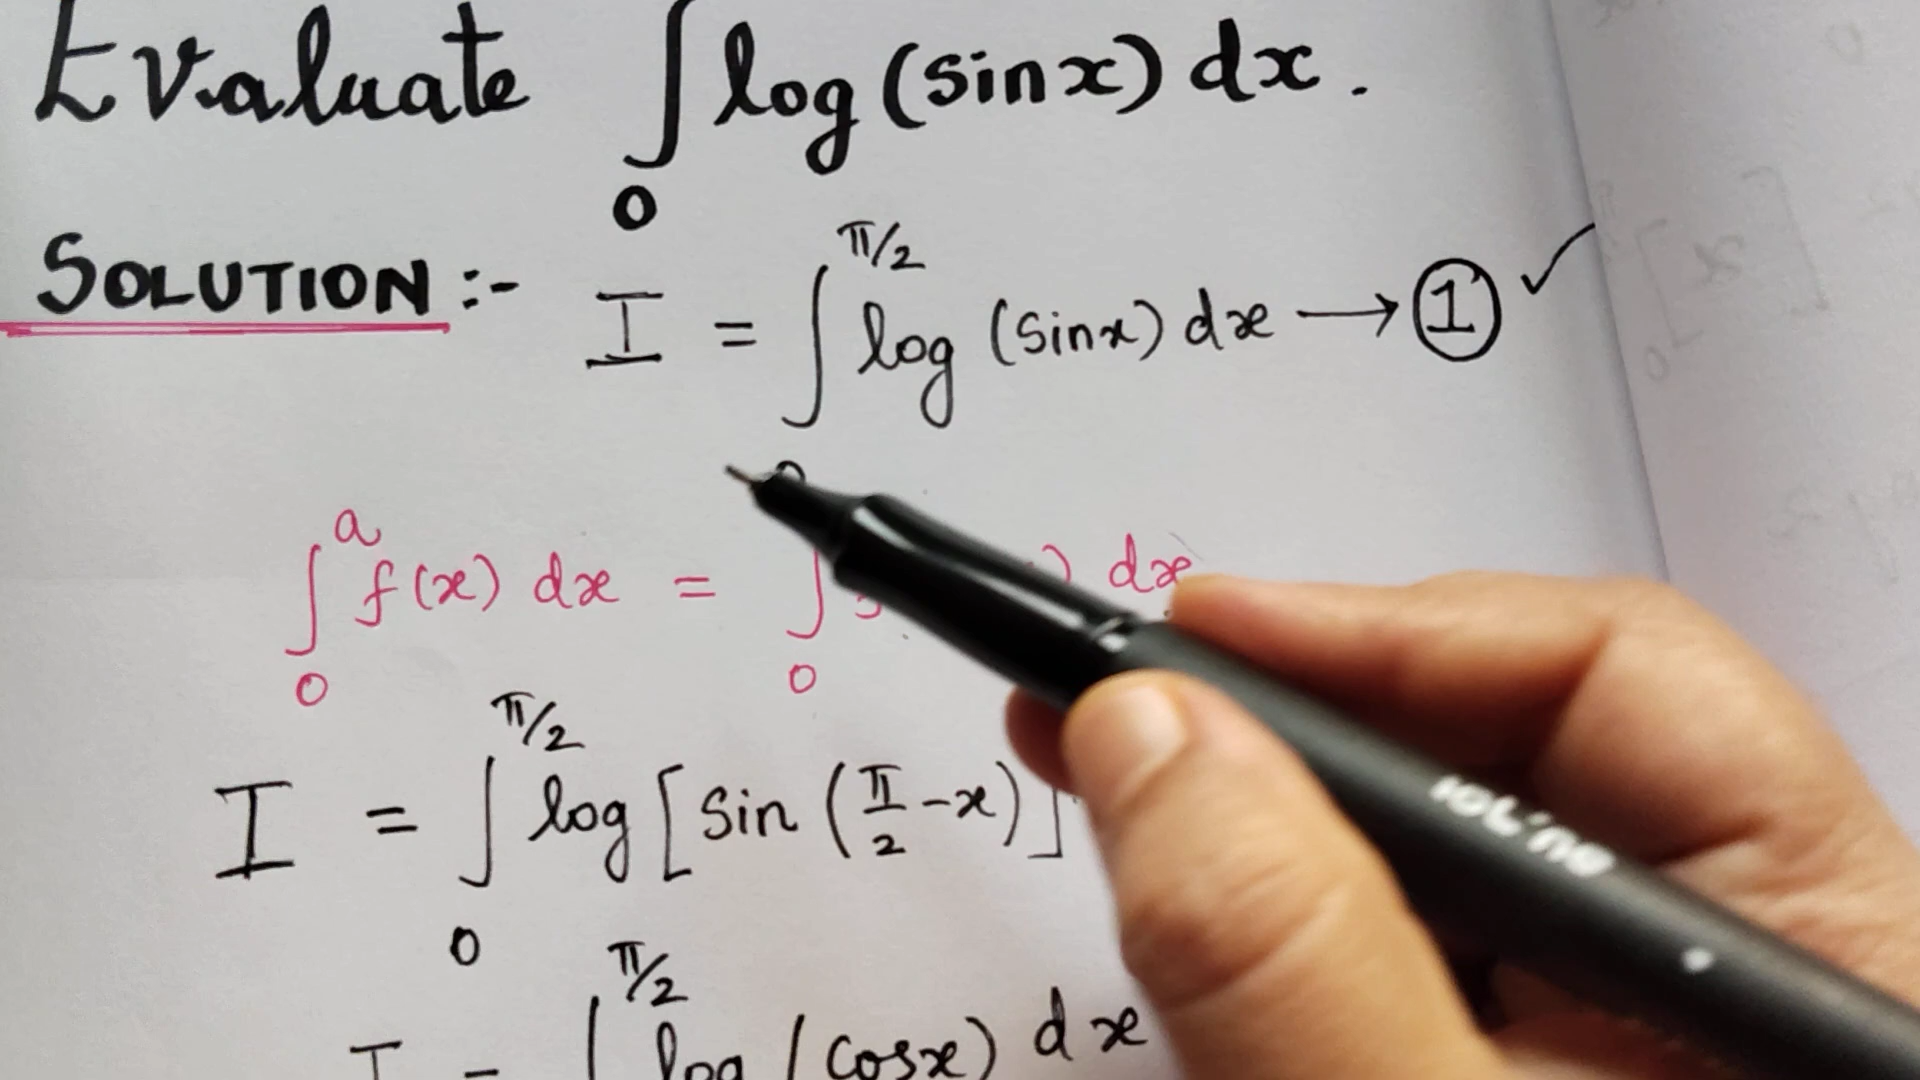 Evaluate ∫₀ log(sinx) dx.
SOLUTION :- I = ∫₀^{π/2} log (sinx) dx → ① ✓
∫₀^a f(x) dx = ∫₀ ) dx
I = ∫₀^{π/2} log [sin (π/2 - x)]
I = ∫^{π/2} log (cosx) dx